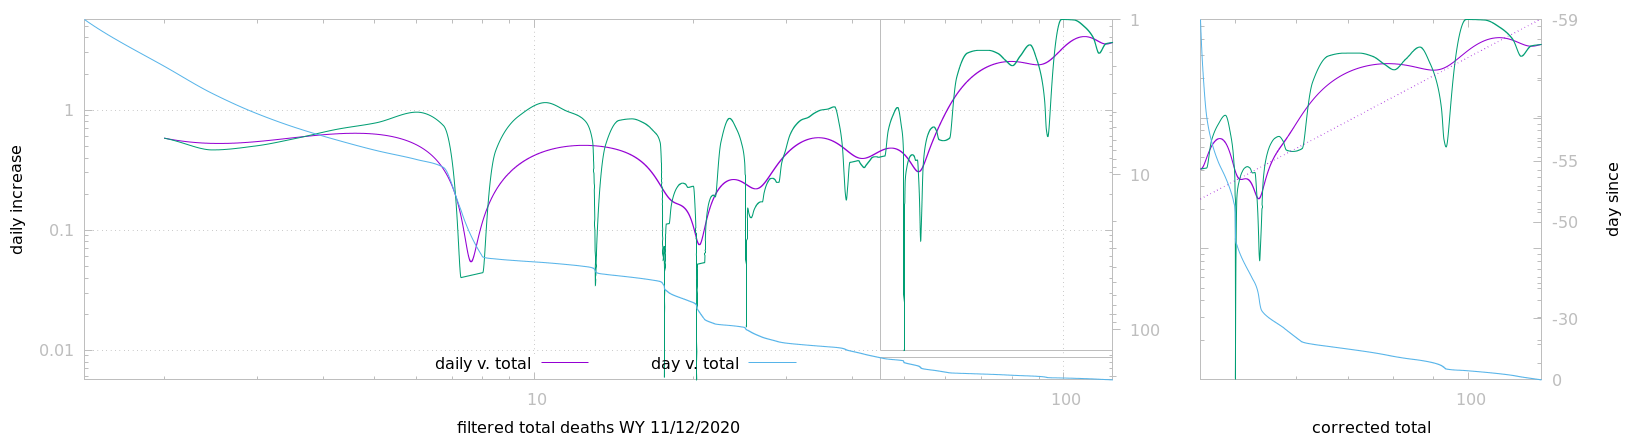 1
-59
1
daily increase
10
-55
day since
0.1
-50
-30
100
0.01
daily v. total
day v. total
0
10
100
100
filtered total deaths WY 11/12/2020
corrected total